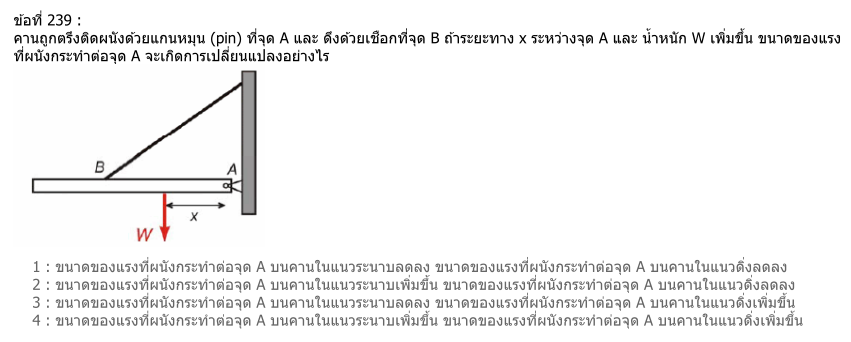 ข้อที่ 239 :
คานถูกตรึงติดผนังด้วยแกนหมุน (pin) ที่จุด A และ ดึงด้วยเชือกที่จุด B ถ้าระยะทาง x ระหว่างจุด A และ น้ำหนัก W เพิ่มขึ้น ขนาดของแรง
ที่ผนังกระทำต่อจุด A จะเกิดการเปลี่ยนแปลงอย่างไร
B
A
x
W
1 : ขนาดของแรงที่ผนังกระทำต่อจุด A บนคานในแนวระนาบลดลง ขนาดของแรงที่ผนังกระทำต่อจุด A บนคานในแนวดิ่งลดลง
2 : ขนาดของแรงที่ผนังกระทำต่อจุด A บนคานในแนวระนาบเพิ่มขึ้น ขนาดของแรงที่ผนังกระทำต่อจุด A บนคานในแนวดิ่งลดลง
3 : ขนาดของแรงที่ผนังกระทำต่อจุด A บนคานในแนวระนาบลดลง ขนาดของแรงที่ผนังกระทำต่อจุด A บนคานในแนวดิ่งเพิ่มขึ้น
4 : ขนาดของแรงที่ผนังกระทำต่อจุด A บนคานในแนวระนาบเพิ่มขึ้น ขนาดของแรงที่ผนังกระทำต่อจุด A บนคานในแนวดิ่งเพิ่มขึ้น